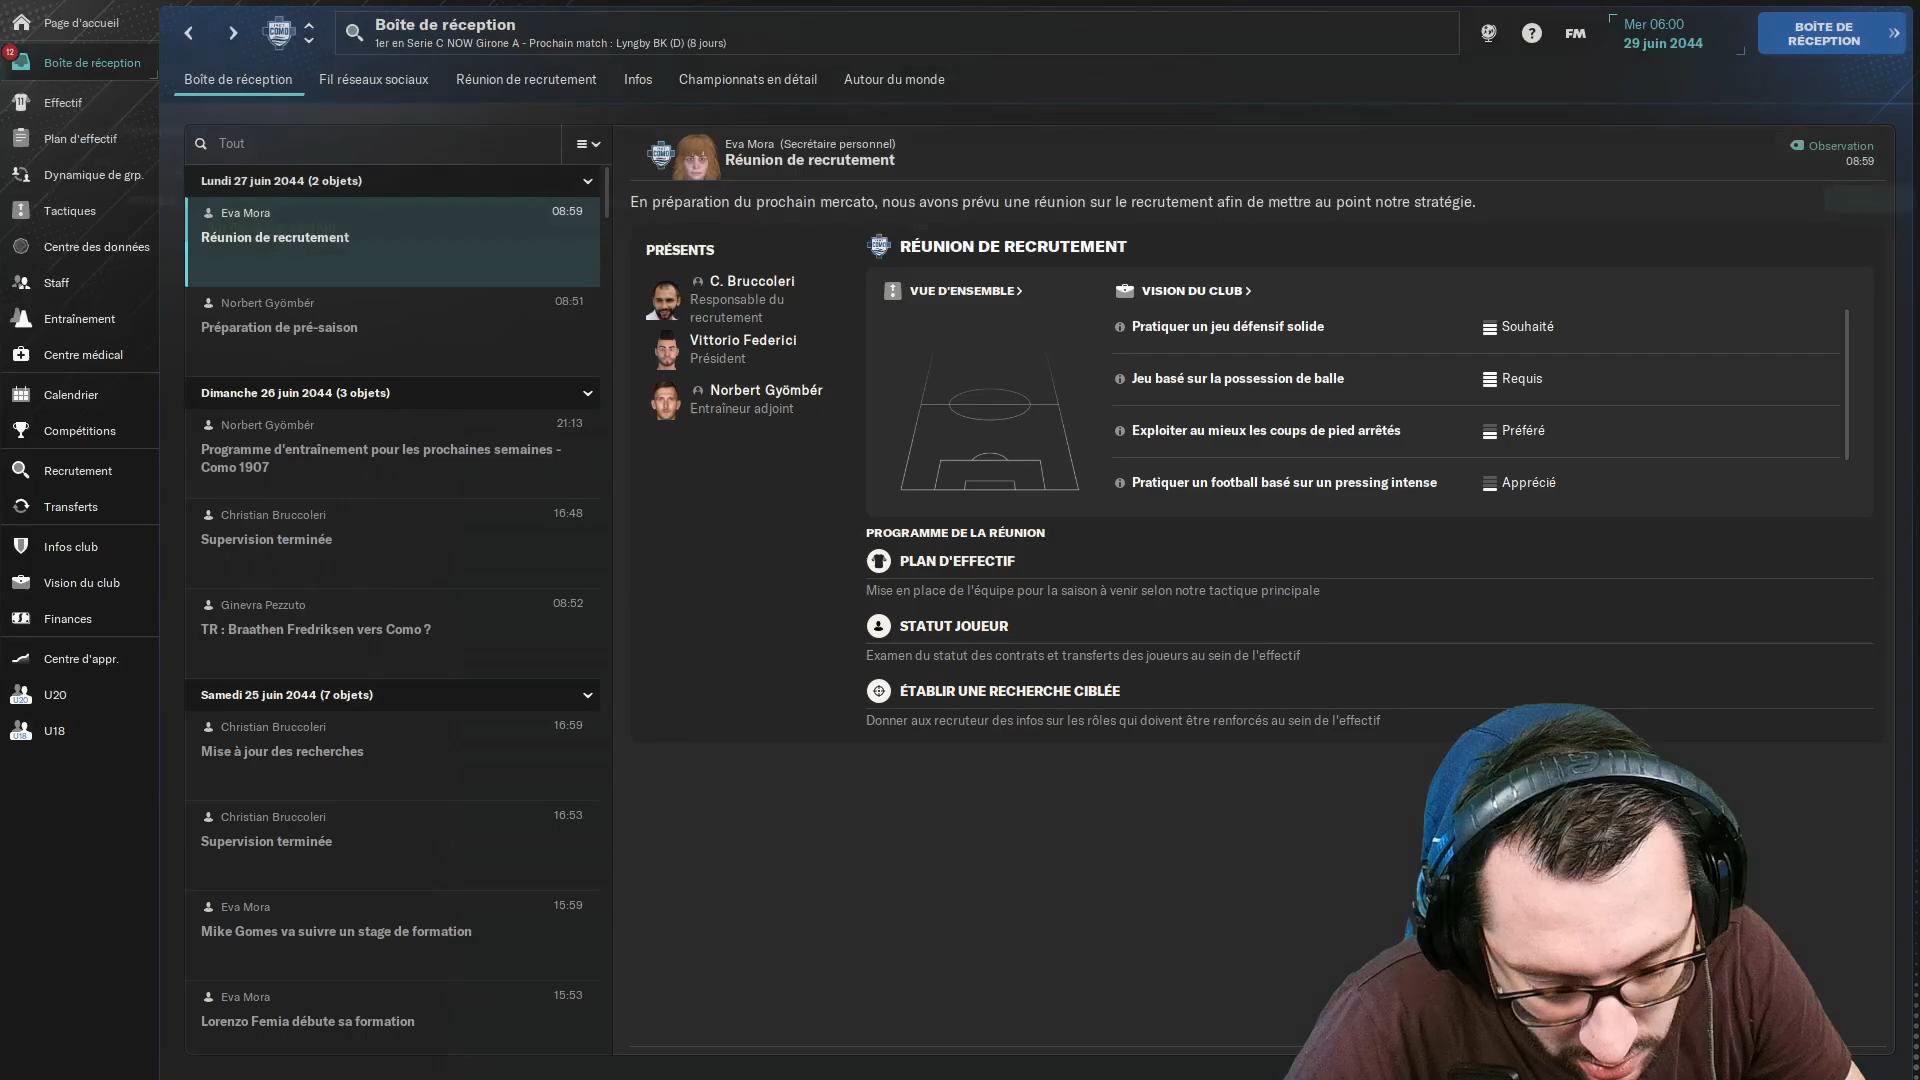 Page d'accueil
12
Boîte de réception
Effectif
Plan d'effectif
Dynamique de grp.
Tactiques
Centre des données
Staff
Entraînement
Centre médical
Calendrier
Compétitions
Recrutement
Transferts
Infos club
Vision du club
Finances
Centre d'appr.
U20
U20
U18
U18
COMO
Boîte de réception
1er en Serie C NOW Girone A - Prochain match : Lyngby BK (D) (8 jours)
?
FM
Mer 06:00
29 juin 2044
BOÎTE DE
RÉCEPTION
Boîte de réception
Fil réseaux sociaux
Réunion de recrutement
Infos
Championnats en détail
Autour du monde
Tout
Lundi 27 juin 2044 (2 objets)
Eva Mora
08:59
Réunion de recrutement
Norbert Gyömbér
08:51
Préparation de pré-saison
Dimanche 26 juin 2044 (3 objets)
Norbert Gyömbér
21:13
Programme d'entraînement pour les prochaines semaines -
Como 1907
Christian Bruccoleri
16:48
Supervision terminée
Ginevra Pezzuto
08:52
TR : Braathen Fredriksen vers Como ?
Samedi 25 juin 2044 (7 objets)
Christian Bruccoleri
16:59
Mise à jour des recherches
Christian Bruccoleri
16:53
Supervision terminée
Eva Mora
15:59
Mike Gomes va suivre un stage de formation
Eva Mora
15:53
Lorenzo Femia débute sa formation
COMO
Eva Mora (Secrétaire personnel)
Réunion de recrutement
Observation
08:59
En préparation du prochain mercato, nous avons prévu une réunion sur le recrutement afin de mettre au point notre stratégie.
PRÉSENTS
C. Bruccoleri
Responsable du
recrutement
Vittorio Federici
Président
Norbert Gyömbér
Entraîneur adjoint
RÉUNION DE RECRUTEMENT
VUE D'ENSEMBLE
VISION DU CLUB
Pratiquer un jeu défensif solide
Souhaité
Jeu basé sur la possession de balle
Requis
Exploiter au mieux les coups de pied arrêtés
Préféré
Pratiquer un football basé sur un pressing intense
Apprécié
PROGRAMME DE LA RÉUNION
PLAN D'EFFECTIF
Mise en place de l'équipe pour la saison à venir selon notre tactique principale
STATUT JOUEUR
Examen du statut des contrats et transferts des joueurs au sein de l'effectif
ÉTABLIR UNE RECHERCHE CIBLÉE
Donner aux recruteur des infos sur les rôles qui doivent être renforcés au sein de l'effectif